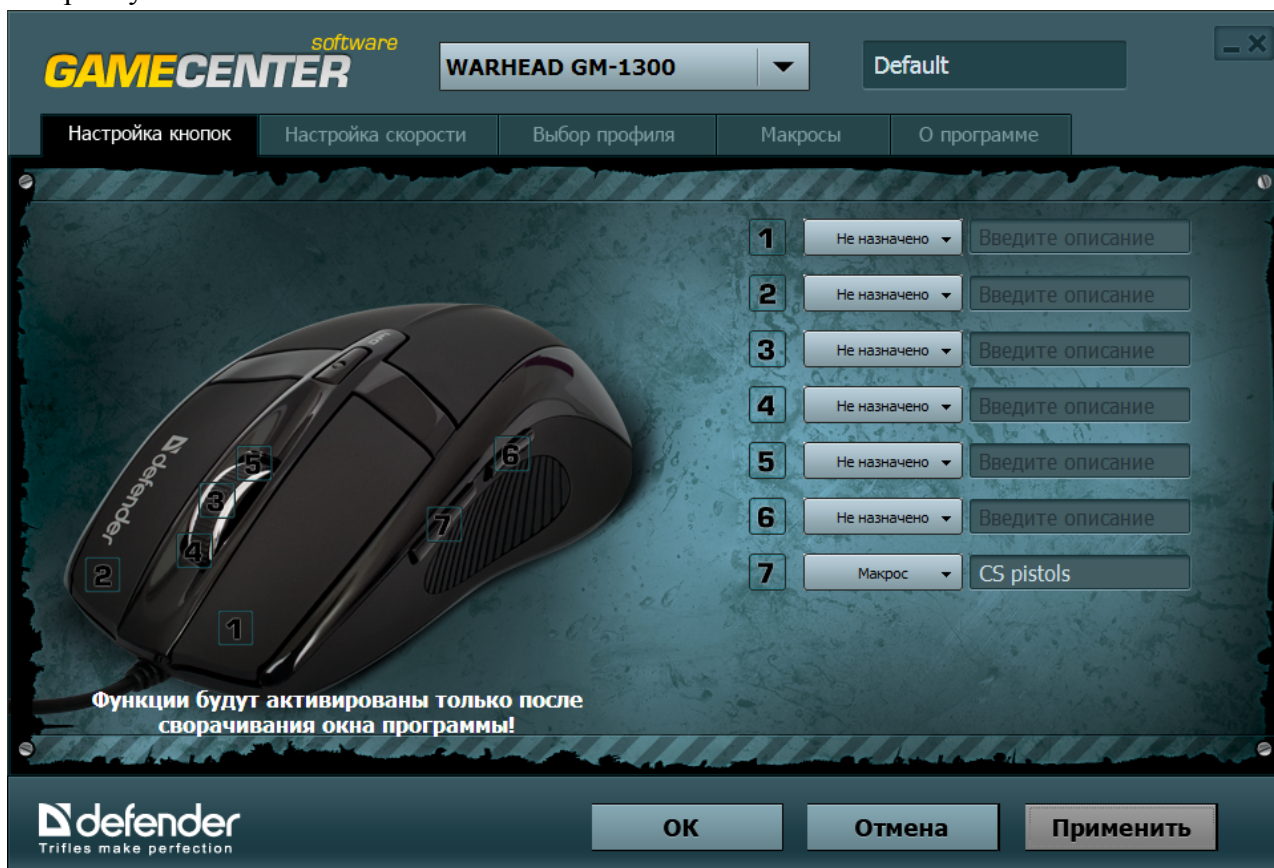 software
GAMECENTER
WARHEAD GM-1300
Default
Настройка кнопок
Настройка скорости
Выбор профиля
Макросы
О программе
1 Не назначено Введите описание
2 Не назначено Введите описание
3 Не назначено Введите описание
4 Не назначено Введите описание
5 Не назначено Введите описание
6 Не назначено Введите описание
7 Макрос CS pistols
defender
5
3
4
2
1
6
7
Функции будут активированы только после
сворачивания окна программы!
defender
Trifles make perfection
OK
Отмена
Применить